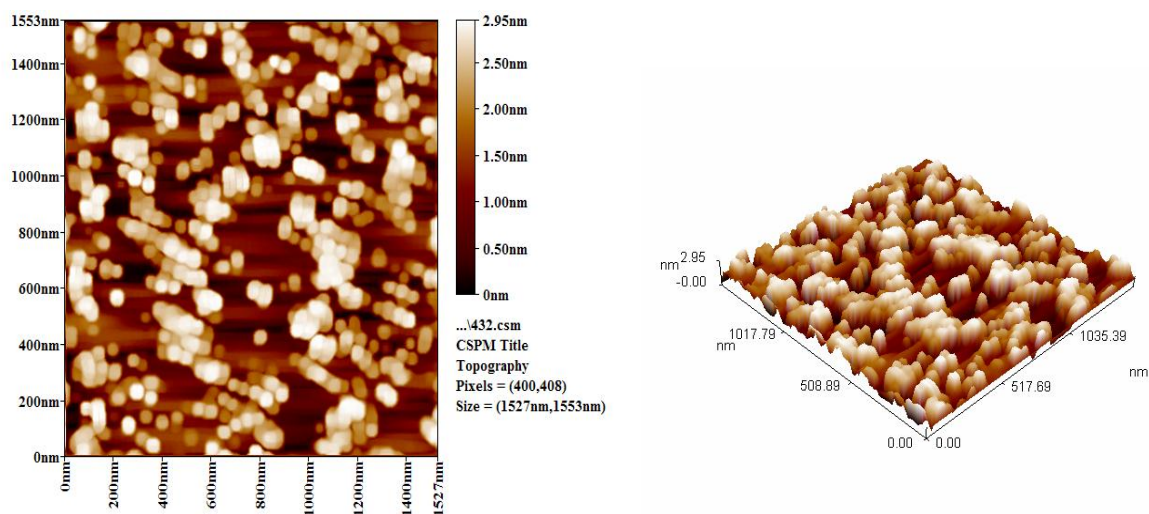 1553nm
1400nm
1200nm
1000nm
800nm
600nm
400nm
200nm
0nm
0nm
200nm
400nm
600nm
800nm
1000nm
1200nm
1400nm
1527nm
2.95nm
2.50nm
2.00nm
1.50nm
1.00nm
0.50nm
0nm
...\432.csm
CSPM Title
Topography
Pixels = (400,408)
Size = (1527nm,1553nm)
nm 2.95
-0.00
1017.79
nm
508.89
0.00
0.00
517.69
1035.39
nm